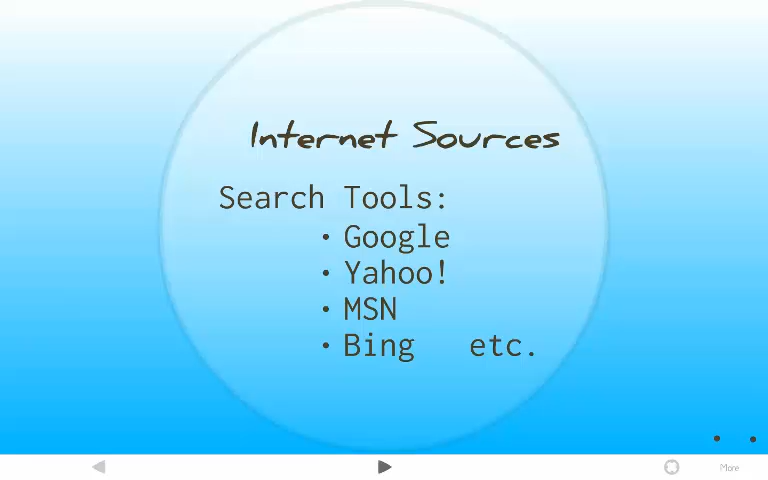 Internet Sources
Search Tools:
• Google
• Yahoo!
• MSN
• Bing etc.
More